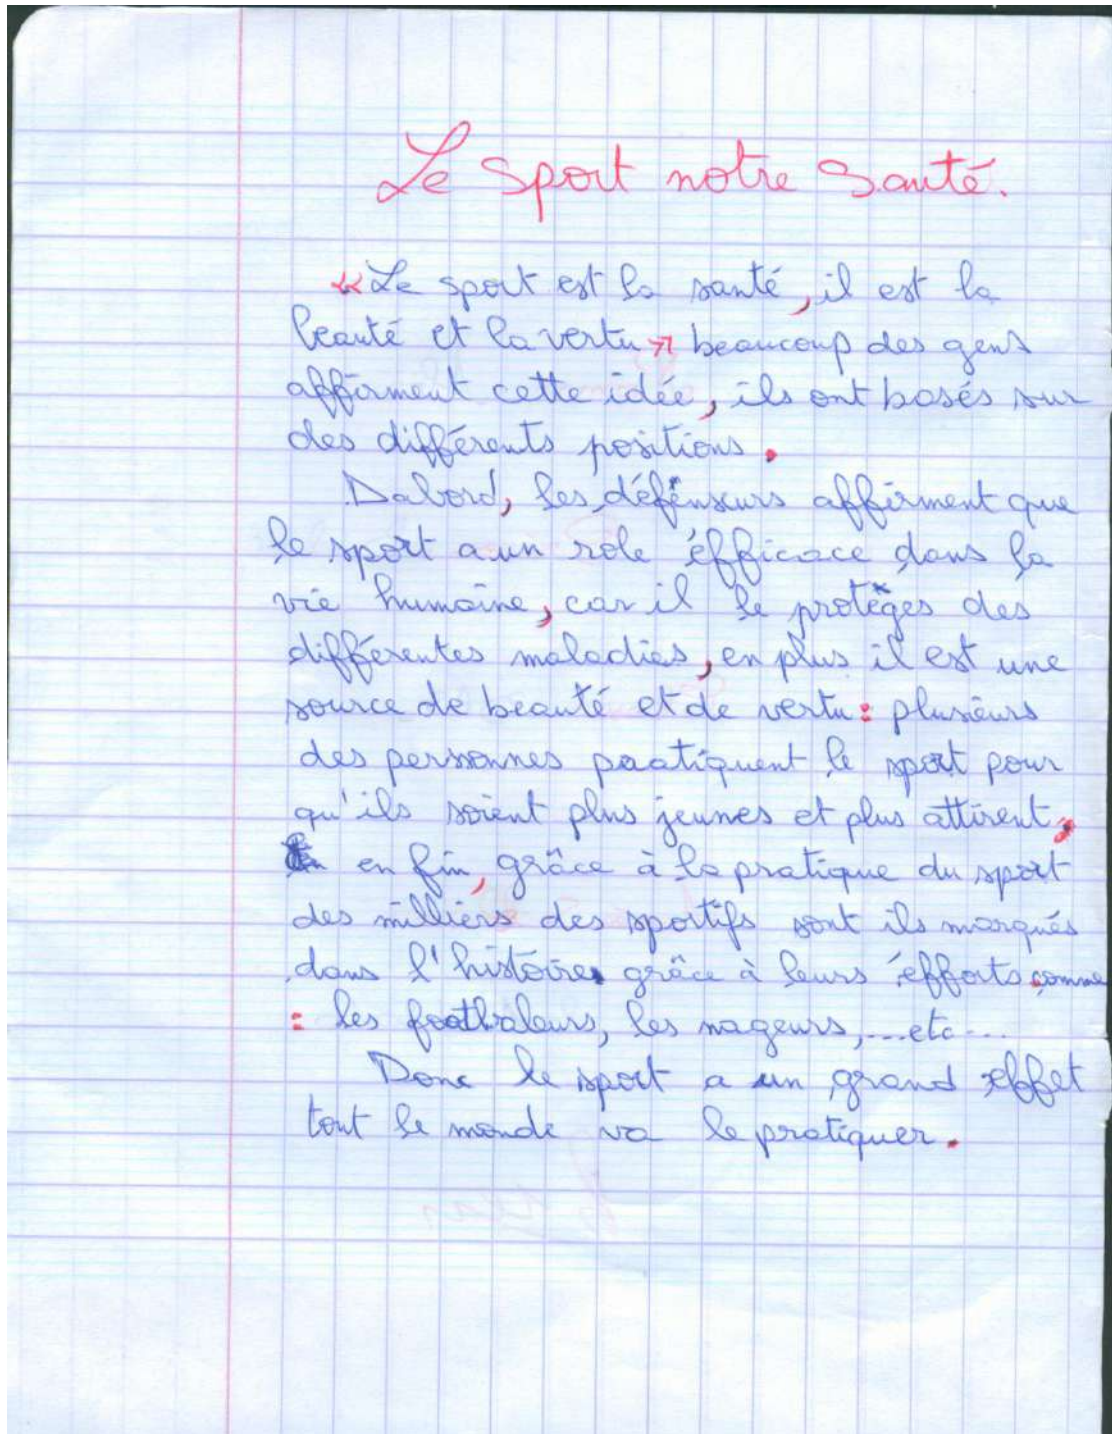 Le Sport notre Santé.
« Le sport est la santé, il est la
beauté et la vertu » beaucoup des gens
affirment cette idée, ils ont basés sur
des différents positions.
Dabord, les défenseurs affirment que
le sport a un role éfficace dans la
vie humaine, car il le protèges des
différentes maladies, en plus il est une
source de beauté et de vertu : plusieurs
des personnes paatiquent le sport pour
qu'ils soient plus jeunes et plus attirent,
en fin, grâce à la pratique du sport
des milliers des sportifs sont ils marqués
dans l'histoire grâce à leurs éfforts comme
: les footbaleurs, les nageurs, ...etc...
Donc le sport a un grand effet
tout le monde va le pratiquer.